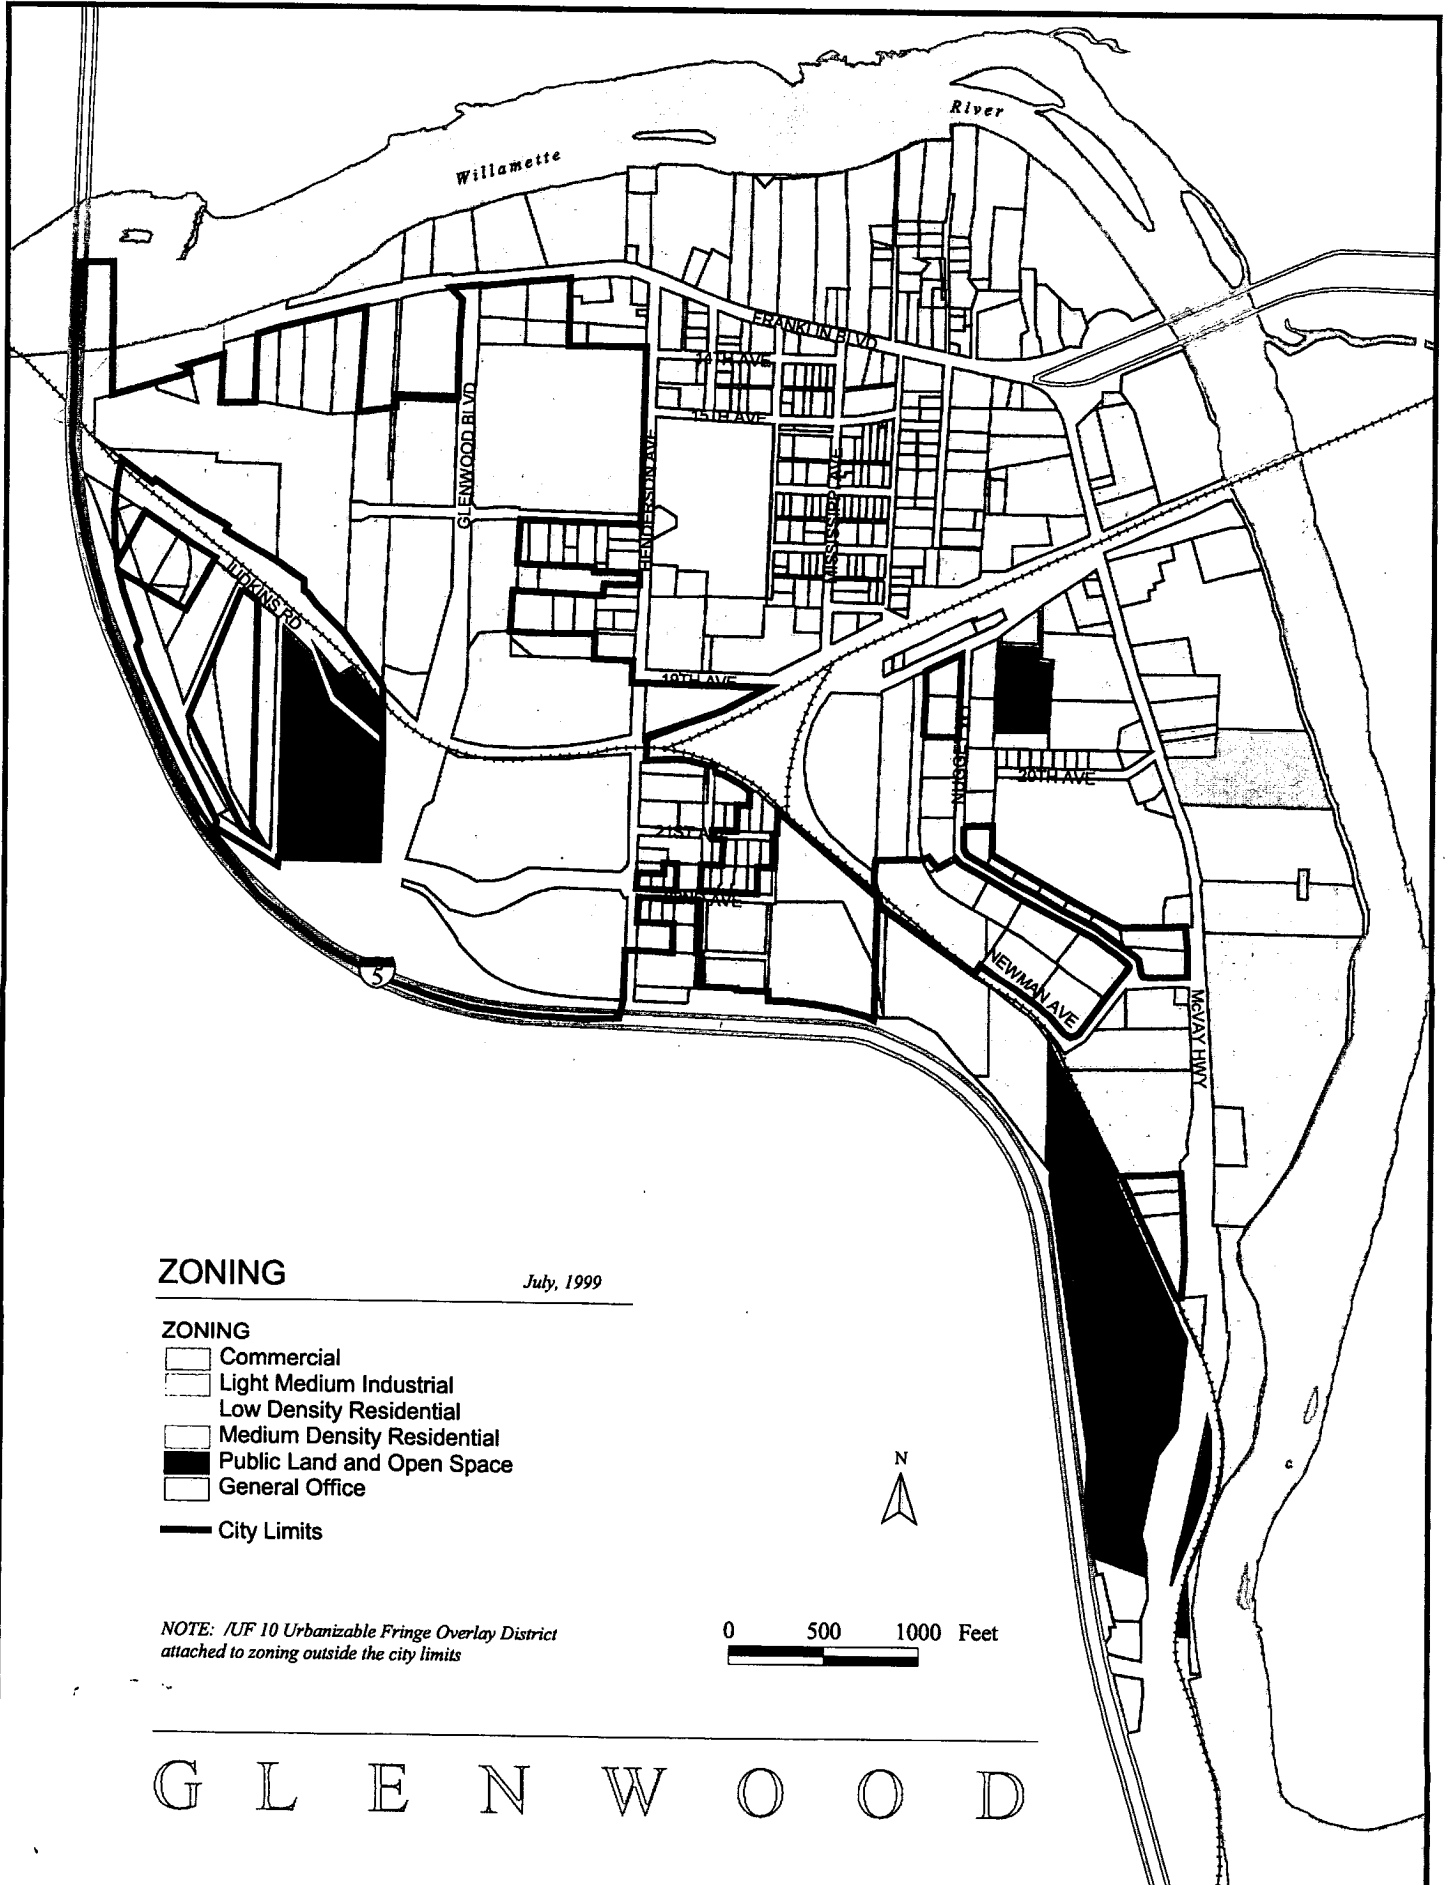 River
Willamette
FRANKLIN BLVD
14TH AVE
15TH AVE
GLENWOOD BLVD
HENDERSON AVE
MISSISSIPPI AVE
JUDKINS RD
19TH AVE
20TH AVE
21ST AVE
AVE
NEWMAN AVE
McVAY HWY
5
ZONING
July, 1999
ZONING
Commercial
Light Medium Industrial
Low Density Residential
Medium Density Residential
Public Land and Open Space
General Office
City Limits
N
NOTE: /UF 10 Urbanizable Fringe Overlay District
attached to zoning outside the city limits
0 500 1000 Feet
GLENWOOD